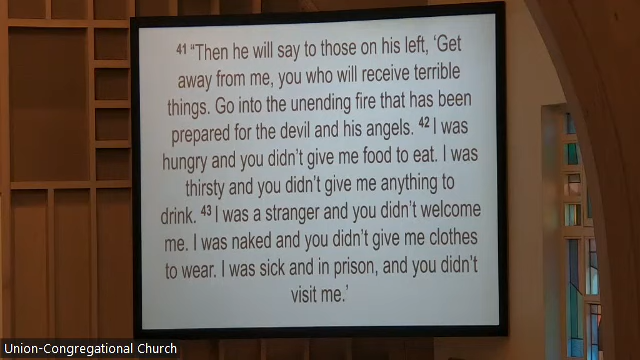 41 “Then he will say to those on his left, ‘Get
away from me, you who will receive terrible
things. Go into the unending fire that has been
prepared for the devil and his angels. 42 I was
hungry and you didn’t give me food to eat. I was
thirsty and you didn’t give me anything to
drink. 43 I was a stranger and you didn’t welcome
me. I was naked and you didn’t give me clothes
to wear. I was sick and in prison, and you didn’t
visit me.’
Union-Congregational Church